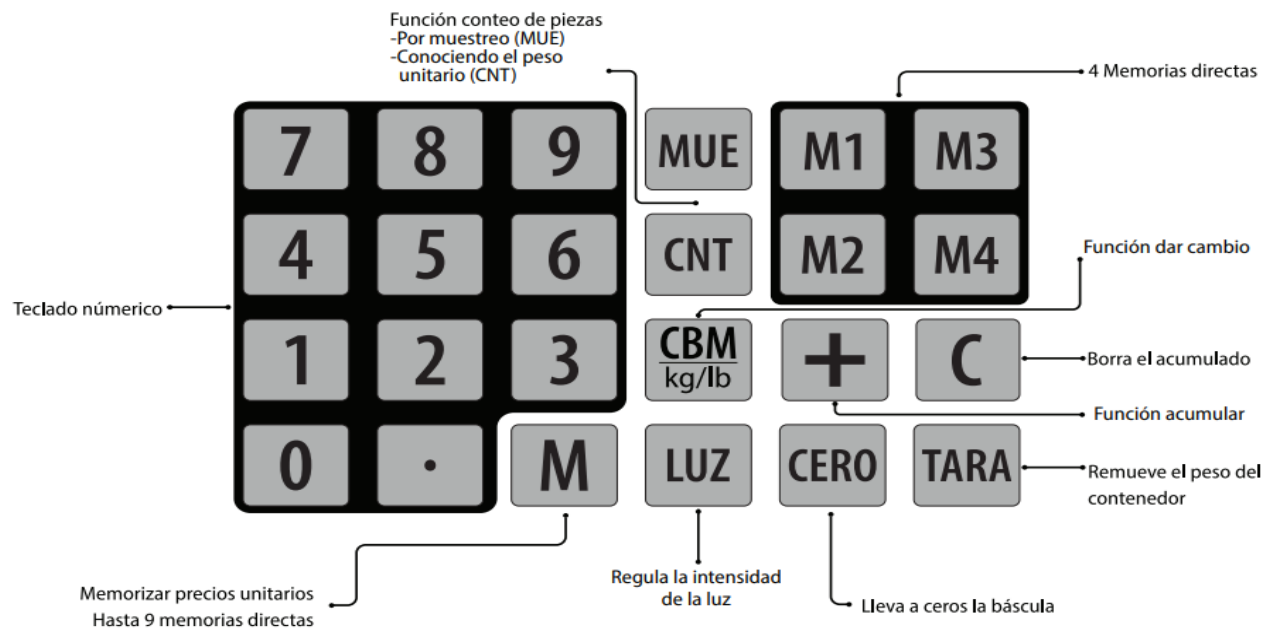 Función conteo de piezas
-Por muestreo (MUE)
-Conociendo el peso
unitario (CNT)
4 Memorias directas
7 8 9 MUE M1 M3
4 5 6 CNT M2 M4
Función dar cambio
Teclado númerico
1 2 3 CBM + C
kg/lb
Borra el acumulado
Función acumular
0 . M LUZ CERO TARA
Remueve el peso del
contenedor
Memorizar precios unitarios
Hasta 9 memorias directas
Regula la intensidad
de la luz
Lleva a ceros la báscula